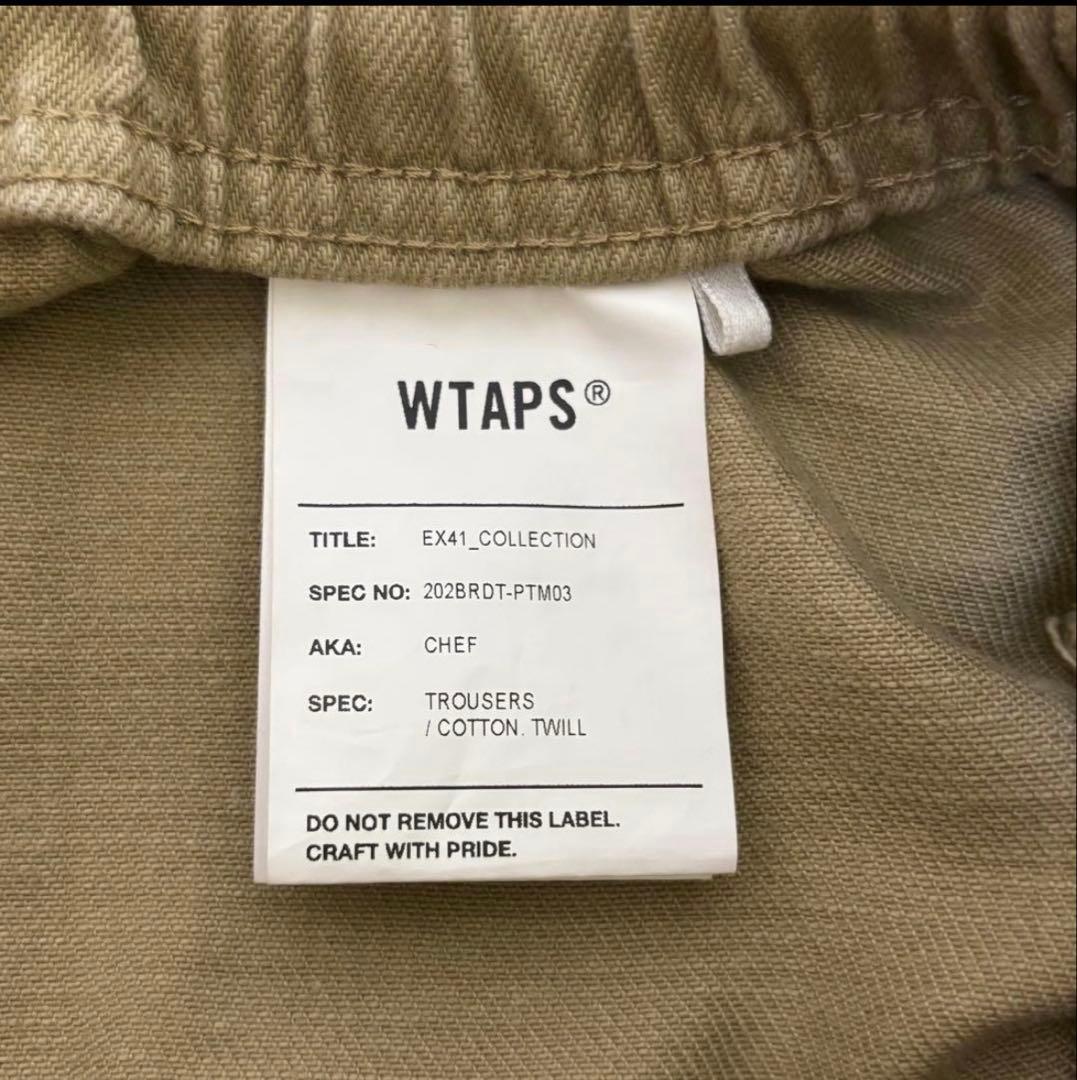 WTAPS®
TITLE: EX41_COLLECTION
SPEC NO: 202BRDT-PTM03
AKA: CHEF
SPEC: TROUSERS
/ COTTON. TWILL
DO NOT REMOVE THIS LABEL.
CRAFT WITH PRIDE.